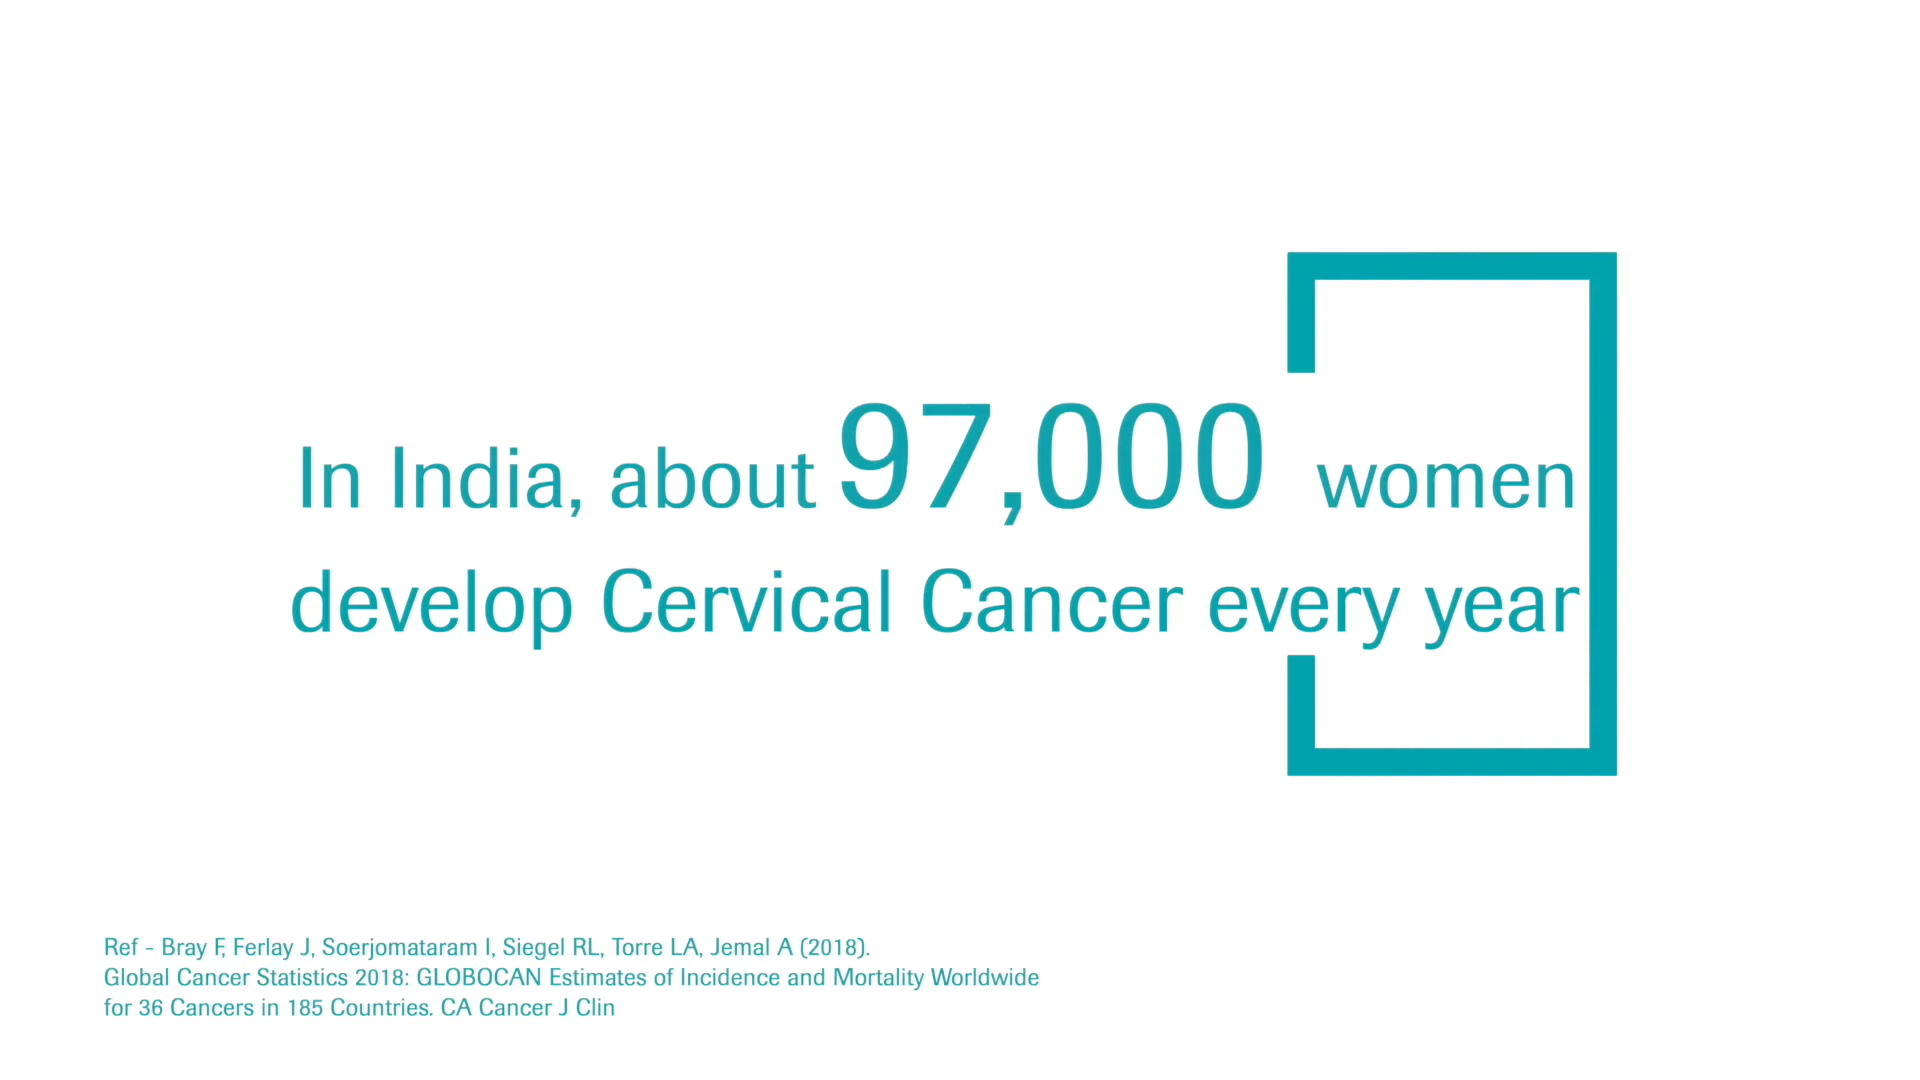 In India, about 97,000 women
develop Cervical Cancer every year
Ref - Bray F, Ferlay J, Soerjomataram I, Siegel RL, Torre LA, Jemal A (2018).
Global Cancer Statistics 2018: GLOBOCAN Estimates of Incidence and Mortality Worldwide
for 36 Cancers in 185 Countries. CA Cancer J Clin